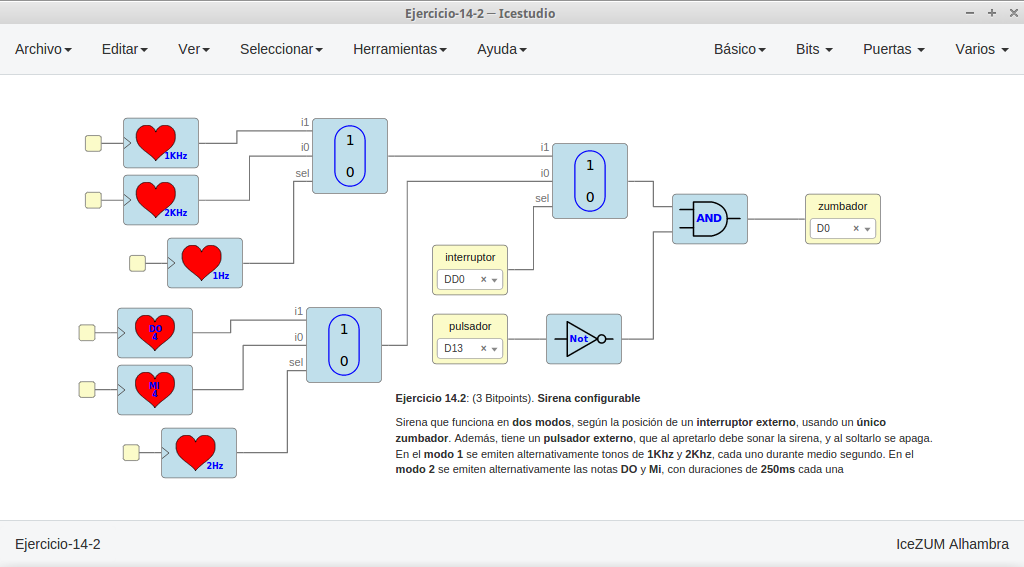 Ejercicio-14-2 — Icestudio
Archivo Editar Ver Seleccionar Herramientas Ayuda Básico Bits Puertas Varios
1KHz
i1
i0
sel
1
0
2KHz
1Hz
i1
i0
sel
1
0
AND
zumbador
D0 ×
interruptor
DD0 ×
DO
4
i1
i0
sel
1
0
MI
4
2Hz
pulsador
D13 ×
Not
Ejercicio 14.2: (3 Bitpoints). Sirena configurable
Sirena que funciona en dos modos, según la posición de un interruptor externo, usando un único
zumbador. Además, tiene un pulsador externo, que al apretarlo debe sonar la sirena, y al soltarlo se apaga.
En el modo 1 se emiten alternativamente tonos de 1Khz y 2Khz, cada uno durante medio segundo. En el
modo 2 se emiten alternativamente las notas DO y Mi, con duraciones de 250ms cada una
Ejercicio-14-2 IceZUM Alhambra